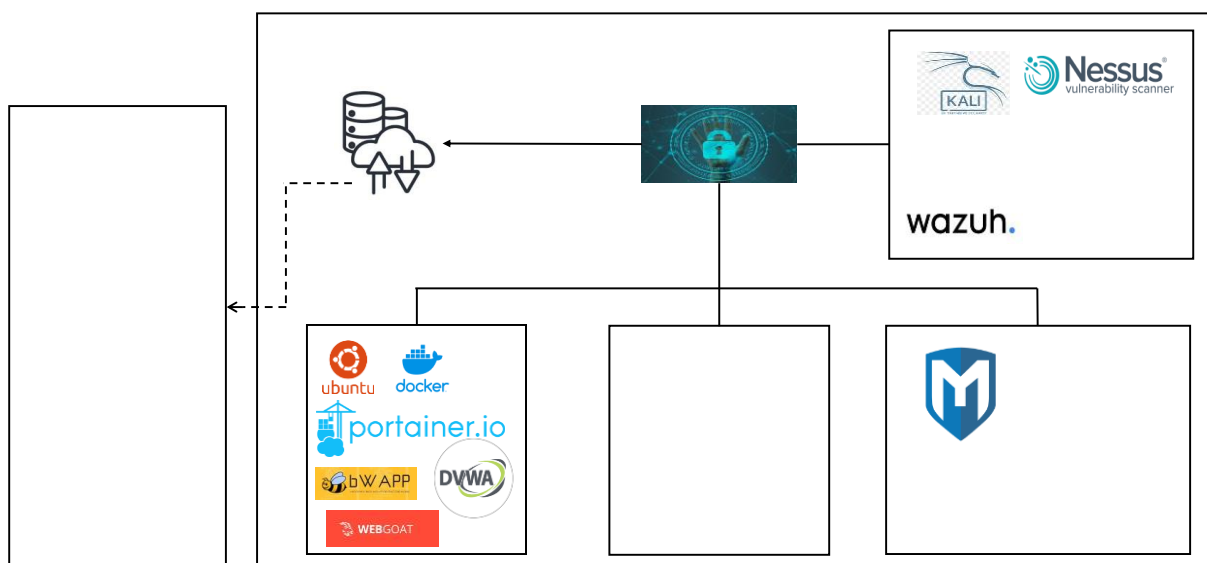 KALI
Nessus®
vulnerability scanner
wazuh.
ubuntu
docker
portainer.io
bWAPP
DVWA
WEBGOAT